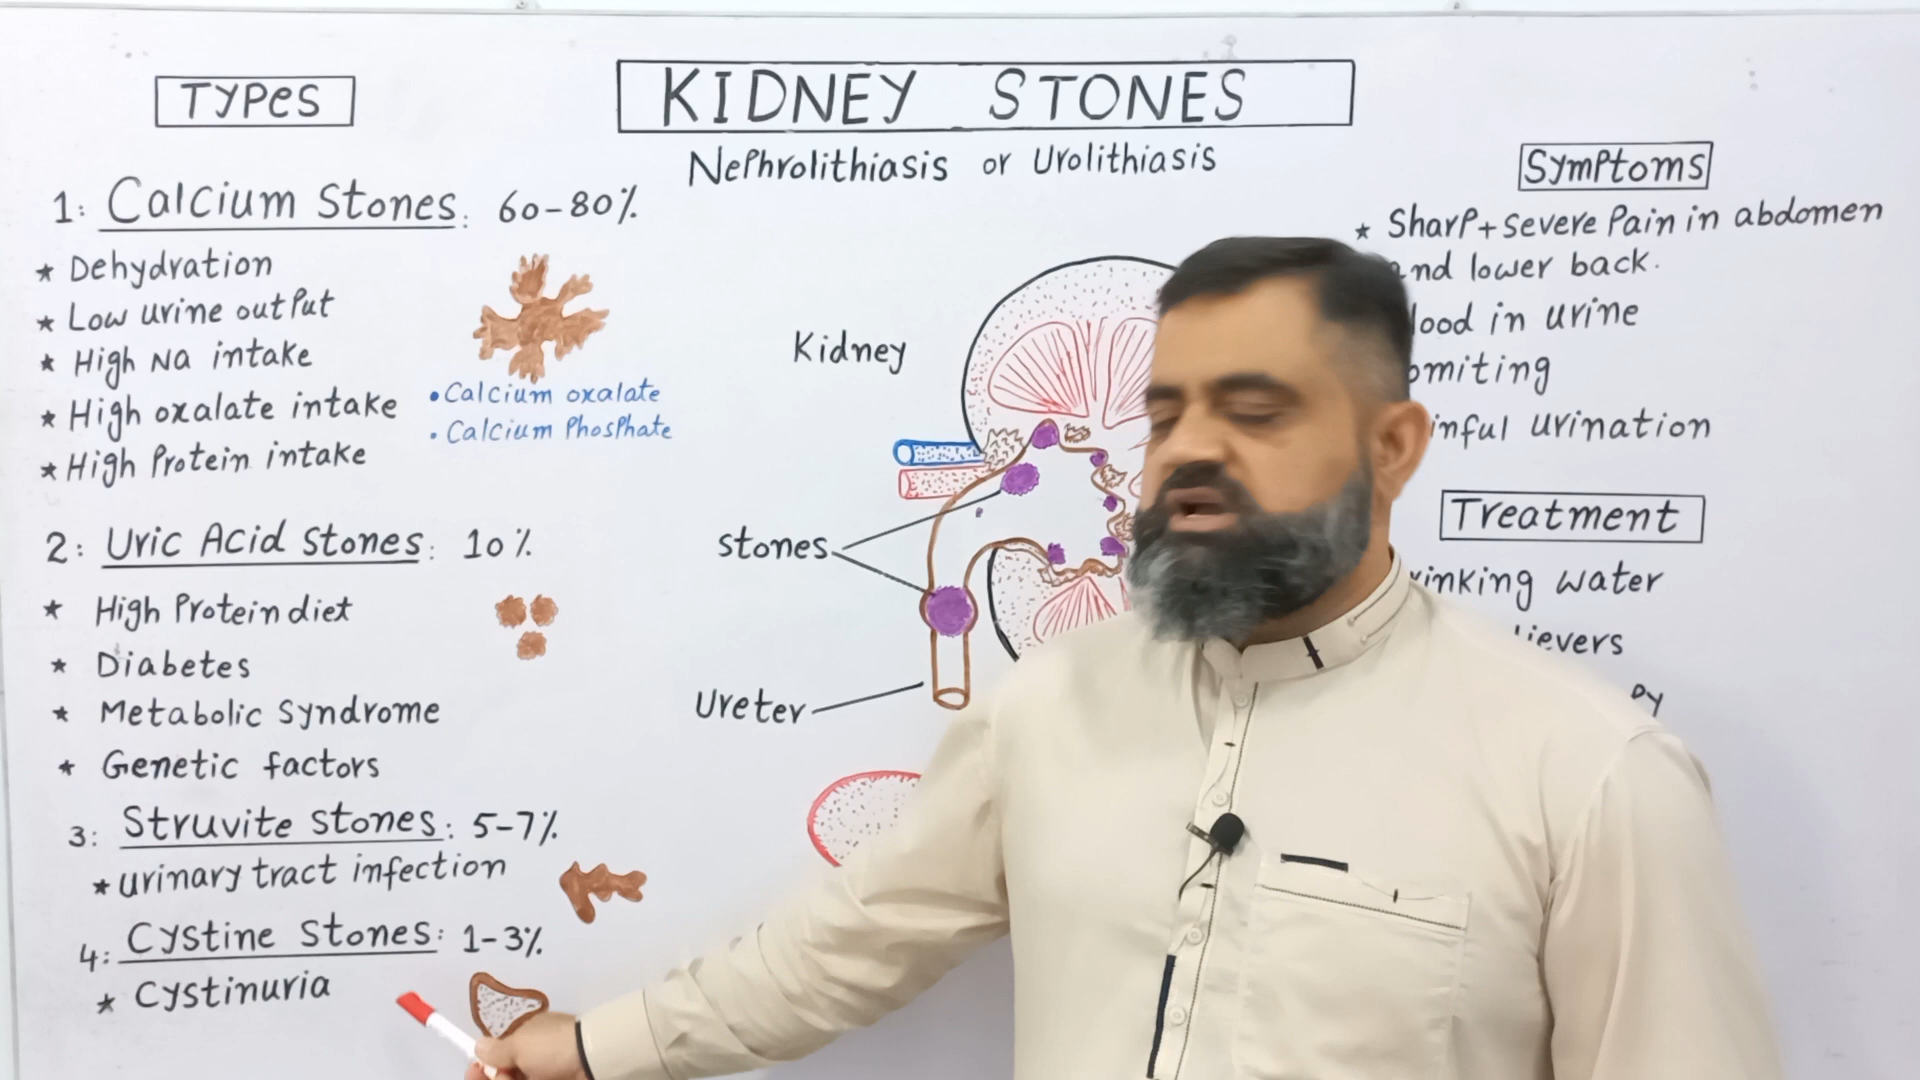 TYPES
1: Calcium Stones: 60-80%
★ Dehydration
★ Low urine output
★ High Na intake
★ High oxalate intake
★ High Protein intake
• Calcium oxalate
• Calcium Phosphate
2: Uric Acid Stones: 10%
★ High Protein diet
★ Diabetes
★ Metabolic Syndrome
★ Genetic factors
3: Struvite stones: 5-7%
★ urinary tract infection
4: Cystine Stones: 1-3%
★ Cystinuria
KIDNEY STONES
Nephrolithiasis or Urolithiasis
Kidney
stones
Ureter
Symptoms
★ Sharp + severe Pain in abdomen
nd lower back.
lood in urine
omiting
inful urination
Treatment
inking water
lievers
py